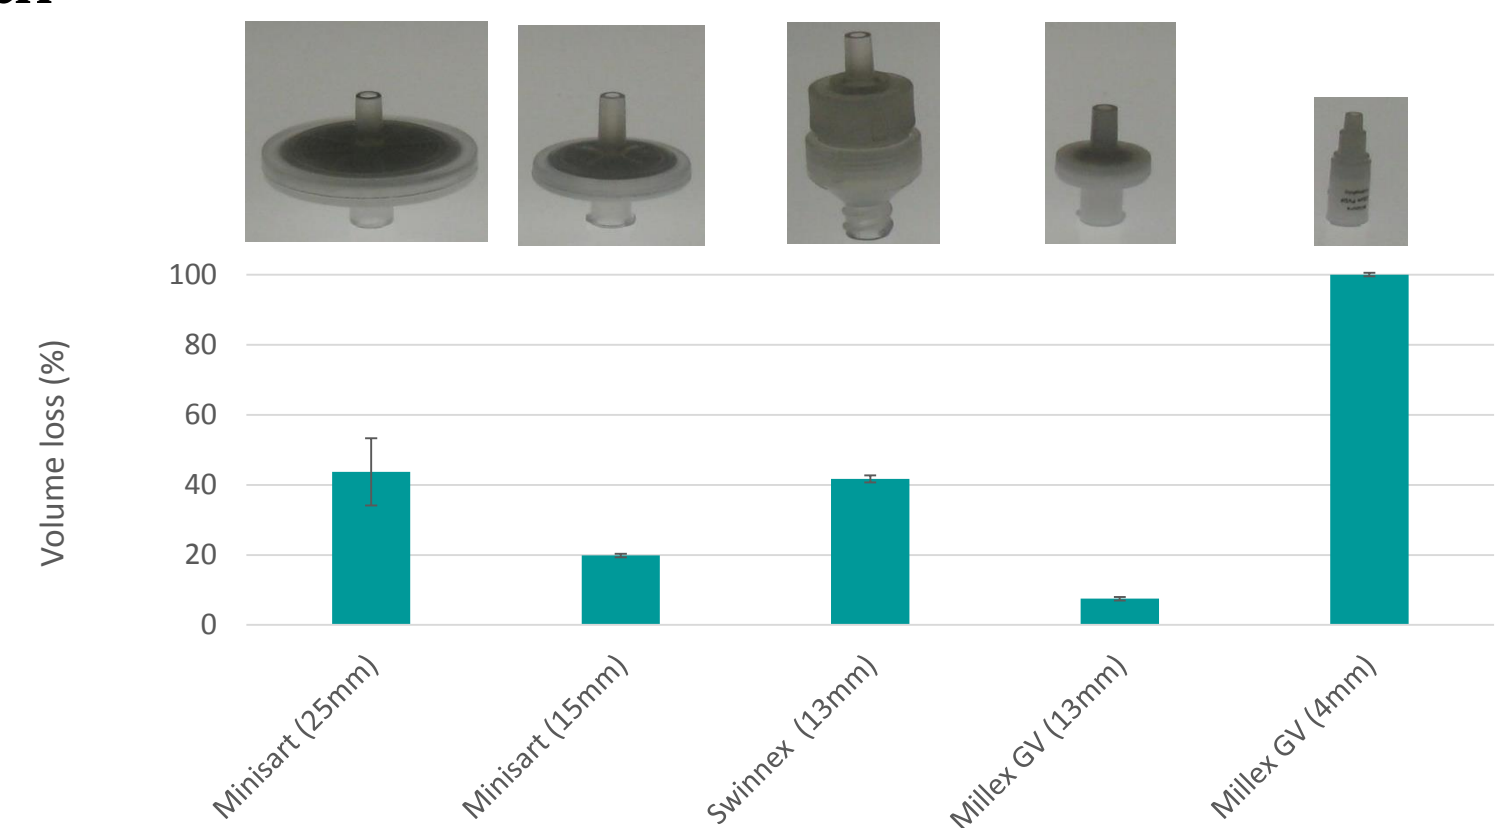 100
80
60
40
20
0
Volume loss (%)
Minisart (25mm)
Minisart (15mm)
Swinnex (13mm)
Millex GV (13mm)
Millex GV (4mm)